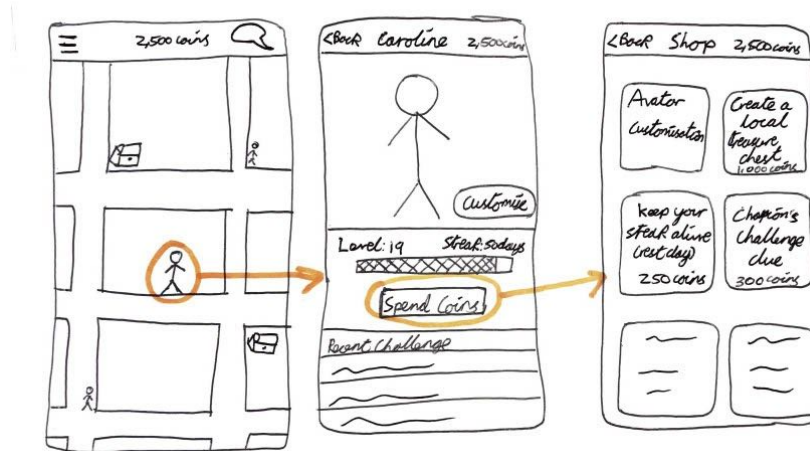 2,500 coins
<Back Caroline 2,500 coins
Customise
Level: 19 Streak: 50 days
Spend Coins
Recent Challenge
<Back Shop 2,500 coins
Avatar
Customisation
Create a
local
treasure
chest
1,000 coins
keep your
streak alive
(rest day)
250 coins
Champion's
Challenge
clue
300 coins